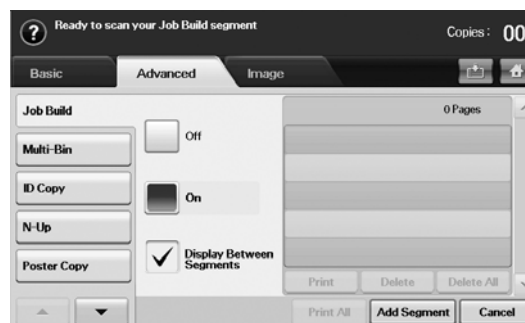 ? Ready to scan your Job Build segment
Copies : 00
Basic
Advanced
Image
Job Build
Multi-Bin
ID Copy
N-Up
Poster Copy
Off
On
Display Between
Segments
0 Pages
Print
Delete
Delete All
Print All
Add Segment
Cancel